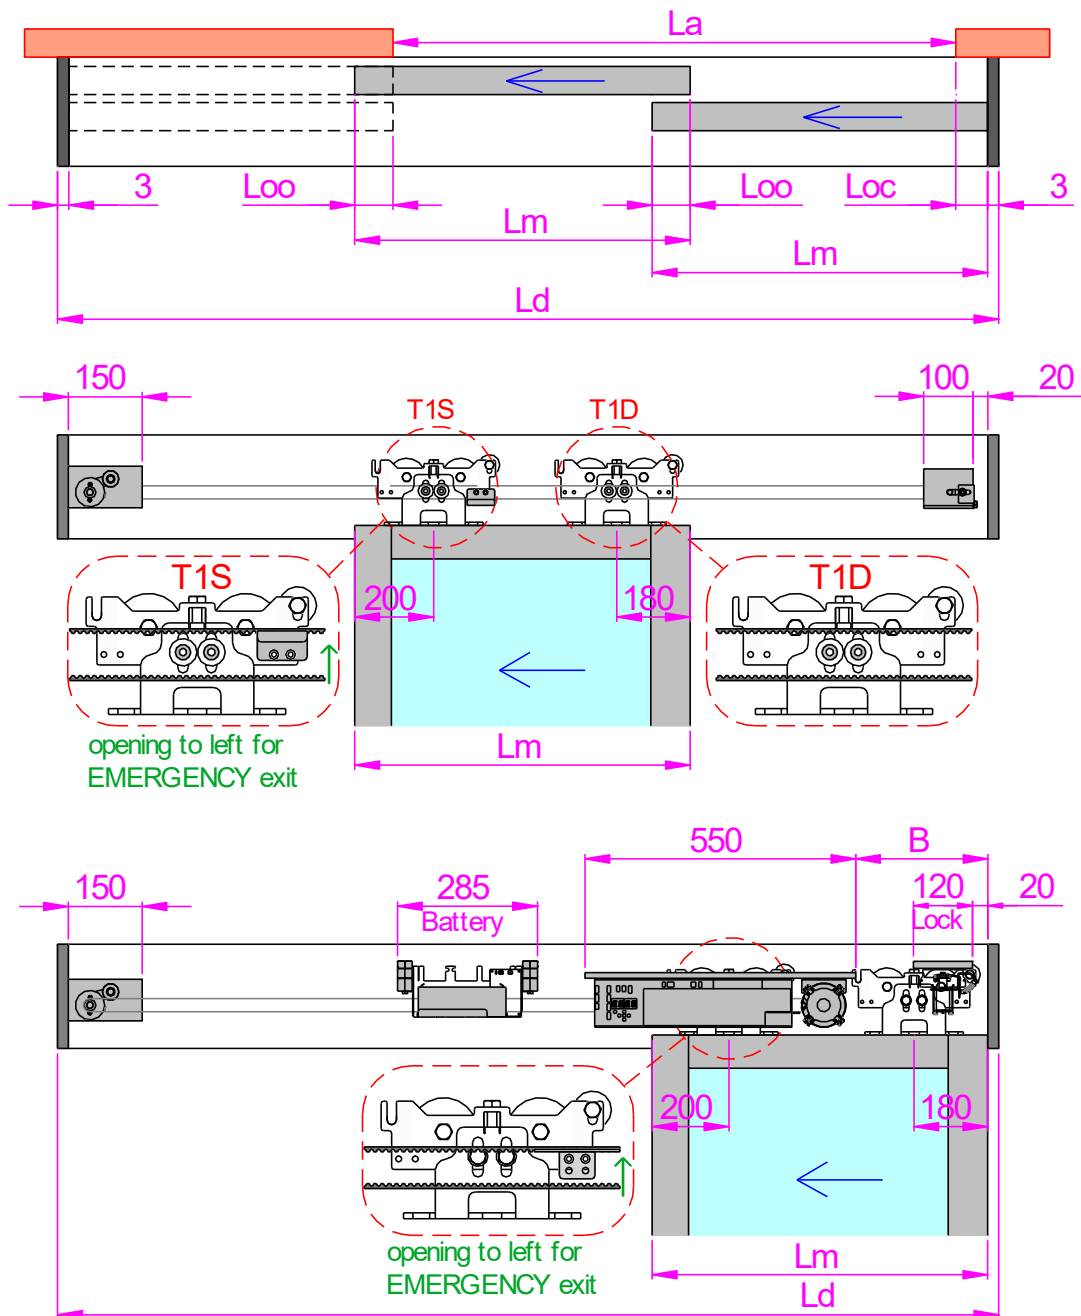 La
3
Loo
Loo
Loc
3
Lm
Lm
Ld
150
100
20
T1S
T1D
T1S
T1D
200
180
opening to left for
EMERGENCY exit
Lm
550
B
150
285
120
20
Battery
Lock
200
180
opening to left for
EMERGENCY exit
Lm
Ld